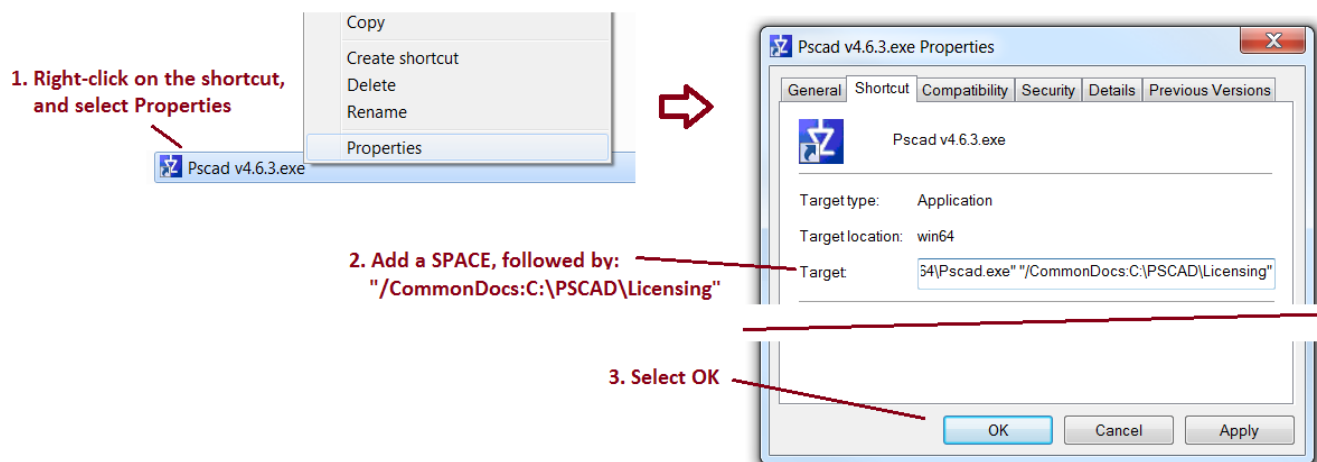 Copy
Create shortcut
Delete
Rename
Properties
1. Right-click on the shortcut,
and select Properties
Pscad v4.6.3.exe
Pscad v4.6.3.exe Properties
General Shortcut Compatibility Security Details Previous Versions
Pscad v4.6.3.exe
Target type: Application
Target location: win64
2. Add a SPACE, followed by:
"/CommonDocs:C:\PSCAD\Licensing"
Target: 64\Pscad.exe" "/CommonDocs:C:\PSCAD\Licensing"
3. Select OK
OK Cancel Apply